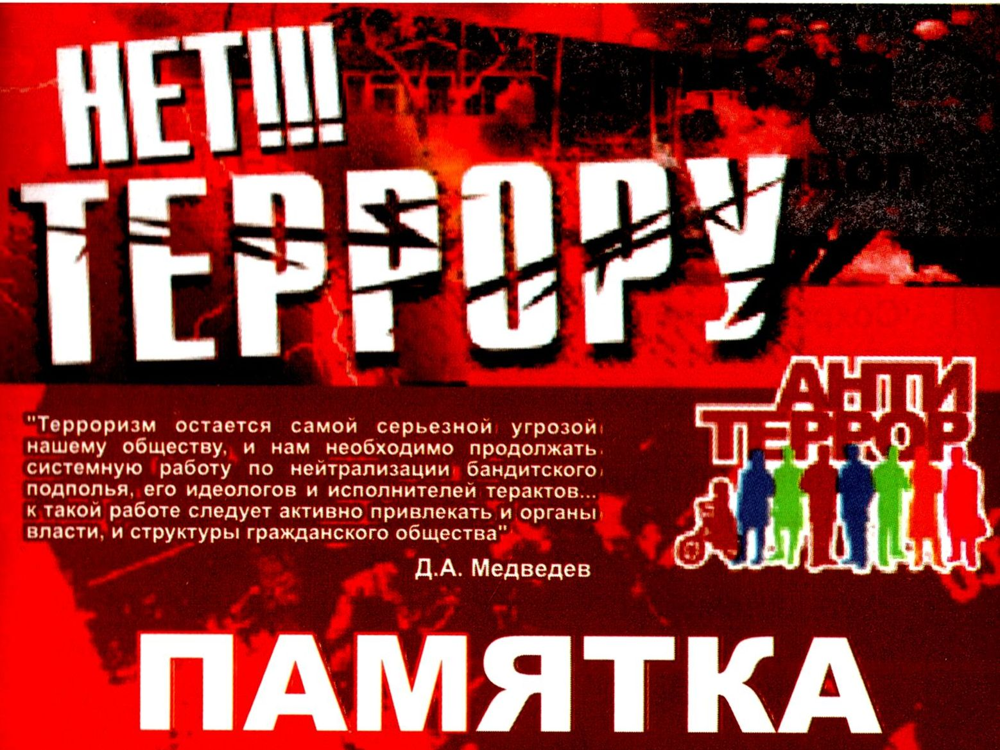 НЕТ!!!
ТЕРРОРУ
АНТИ
ТЕРРОР
"Терроризм остается самой серьезной угрозой
нашему обществу, и нам необходимо продолжать
системную работу по нейтрализации бандитского
подполья, его идеологов и исполнителей терактов...
к такой работе следует активно привлекать и органы
власти, и структуры гражданского общества"
Д.А. Медведев
ПАМЯТКА